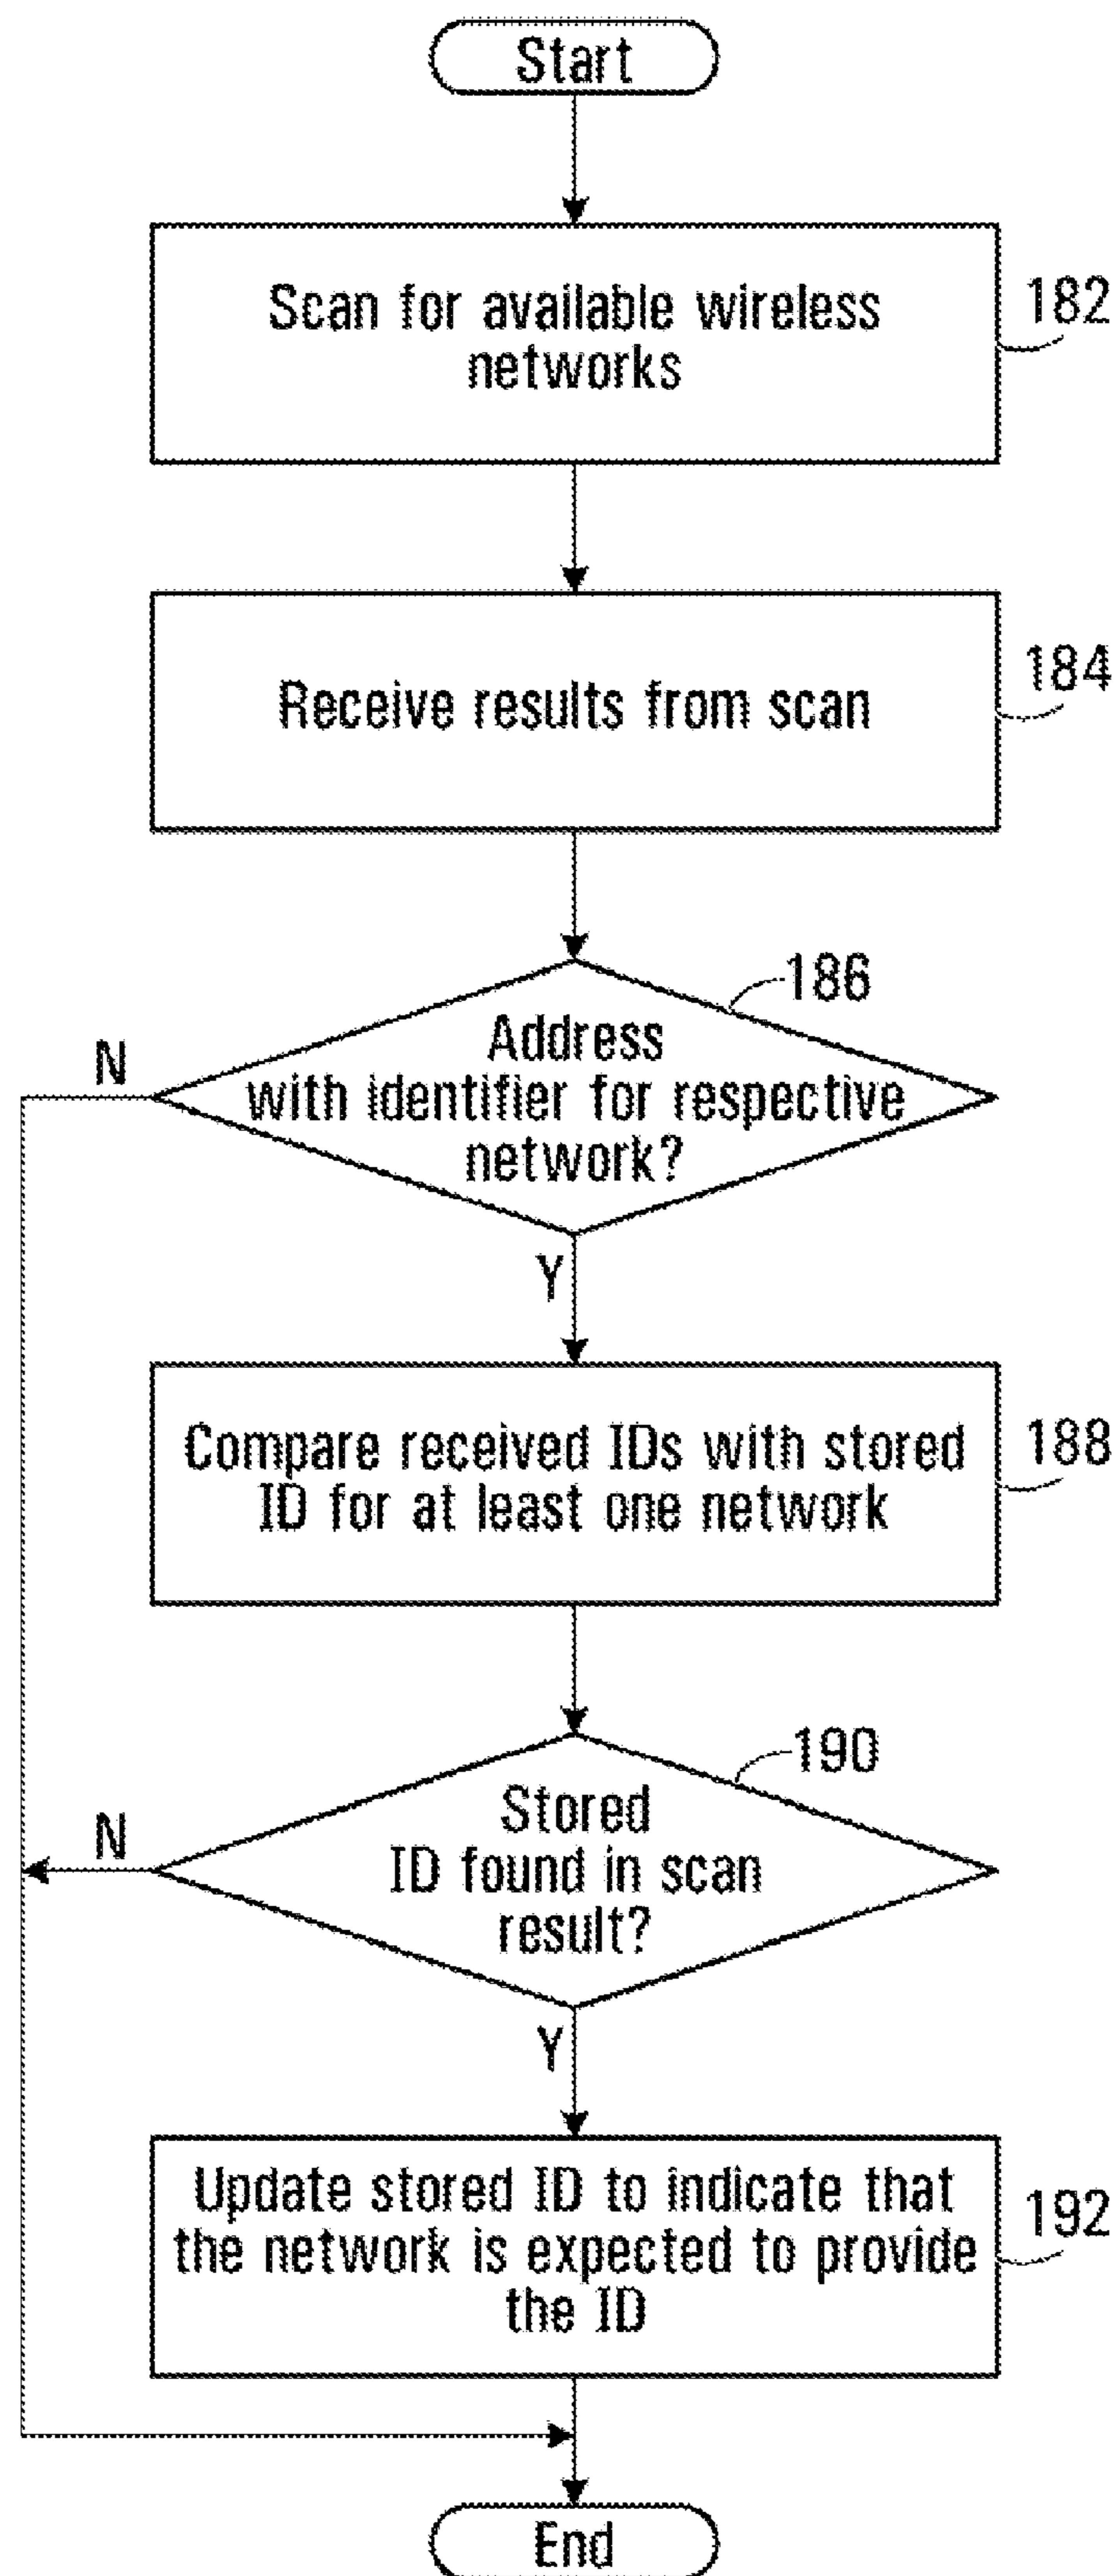 Start
Scan for available wireless
networks
182
Receive results from scan
184
186
Address
with identifier for respective
network?
N
Y
Compare received IDs with stored
ID for at least one network
188
190
Stored
ID found in scan
result?
N
Y
Update stored ID to indicate that
the network is expected to provide
the ID
192
End